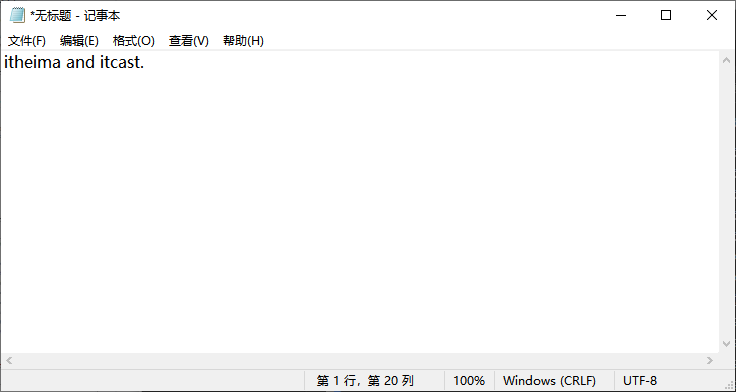 *无标题 - 记事本
文件(F) 编辑(E) 格式(O) 查看(V) 帮助(H)
itheima and itcast.
第 1 行，第 20 列 100% Windows (CRLF) UTF-8